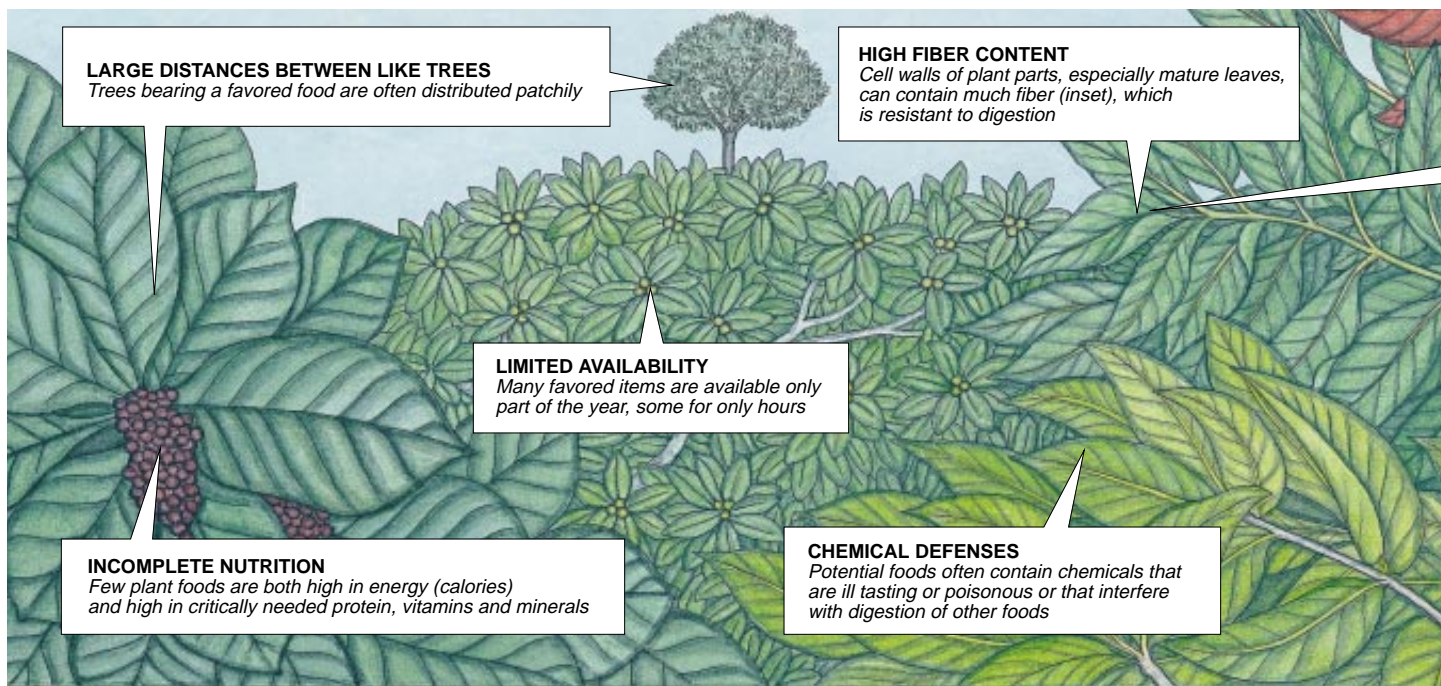 LARGE DISTANCES BETWEEN LIKE TREES
Trees bearing a favored food are often distributed patchily
HIGH FIBER CONTENT
Cell walls of plant parts, especially mature leaves,
can contain much fiber (inset), which
is resistant to digestion
LIMITED AVAILABILITY
Many favored items are available only
part of the year, some for only hours
INCOMPLETE NUTRITION
Few plant foods are both high in energy (calories)
and high in critically needed protein, vitamins and minerals
CHEMICAL DEFENSES
Potential foods often contain chemicals that
are ill tasting or poisonous or that interfere
with digestion of other foods